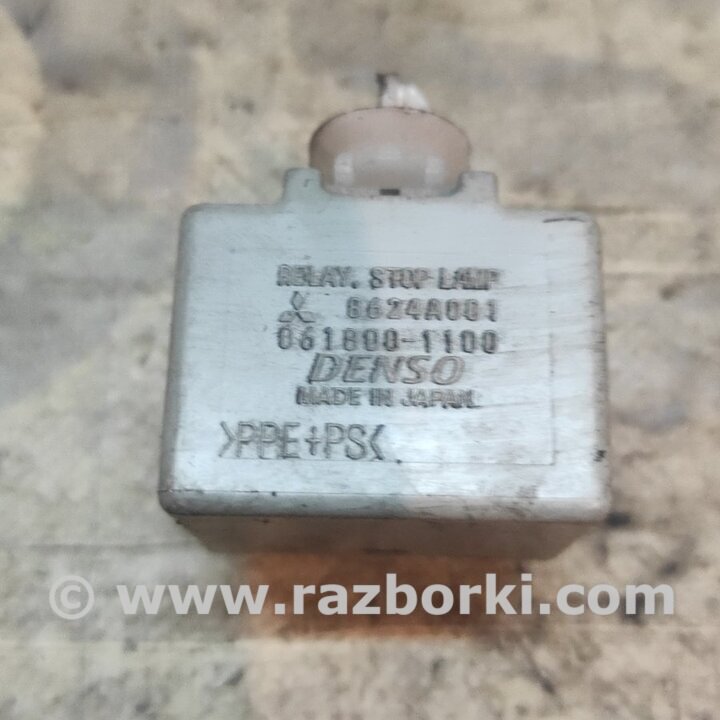 RELAY. STOP LAMP
8624A001
061800-1100
DENSO
MADE IN JAPAN.
>PPE+PS<
© www.razborki.com